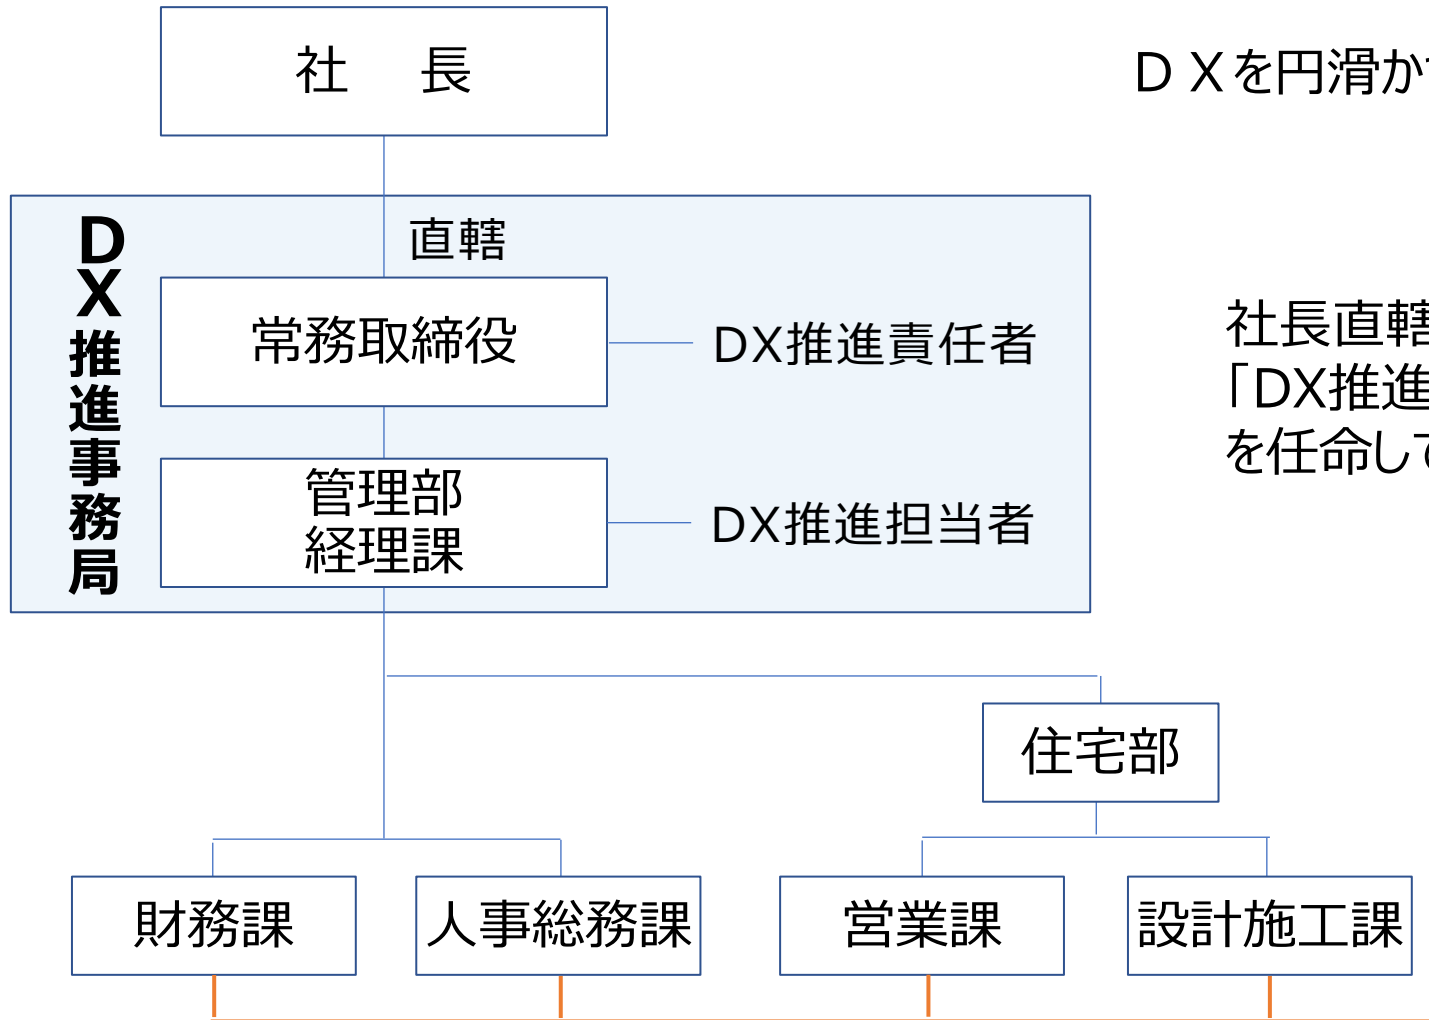 社　長
ＤＸを円滑か
直轄
DX推進事務局
常務取締役
DX推進責任者
社長直轄
「DX推進
を任命して
管理部
経理課
DX推進担当者
住宅部
財務課
人事総務課
営業課
設計施工課